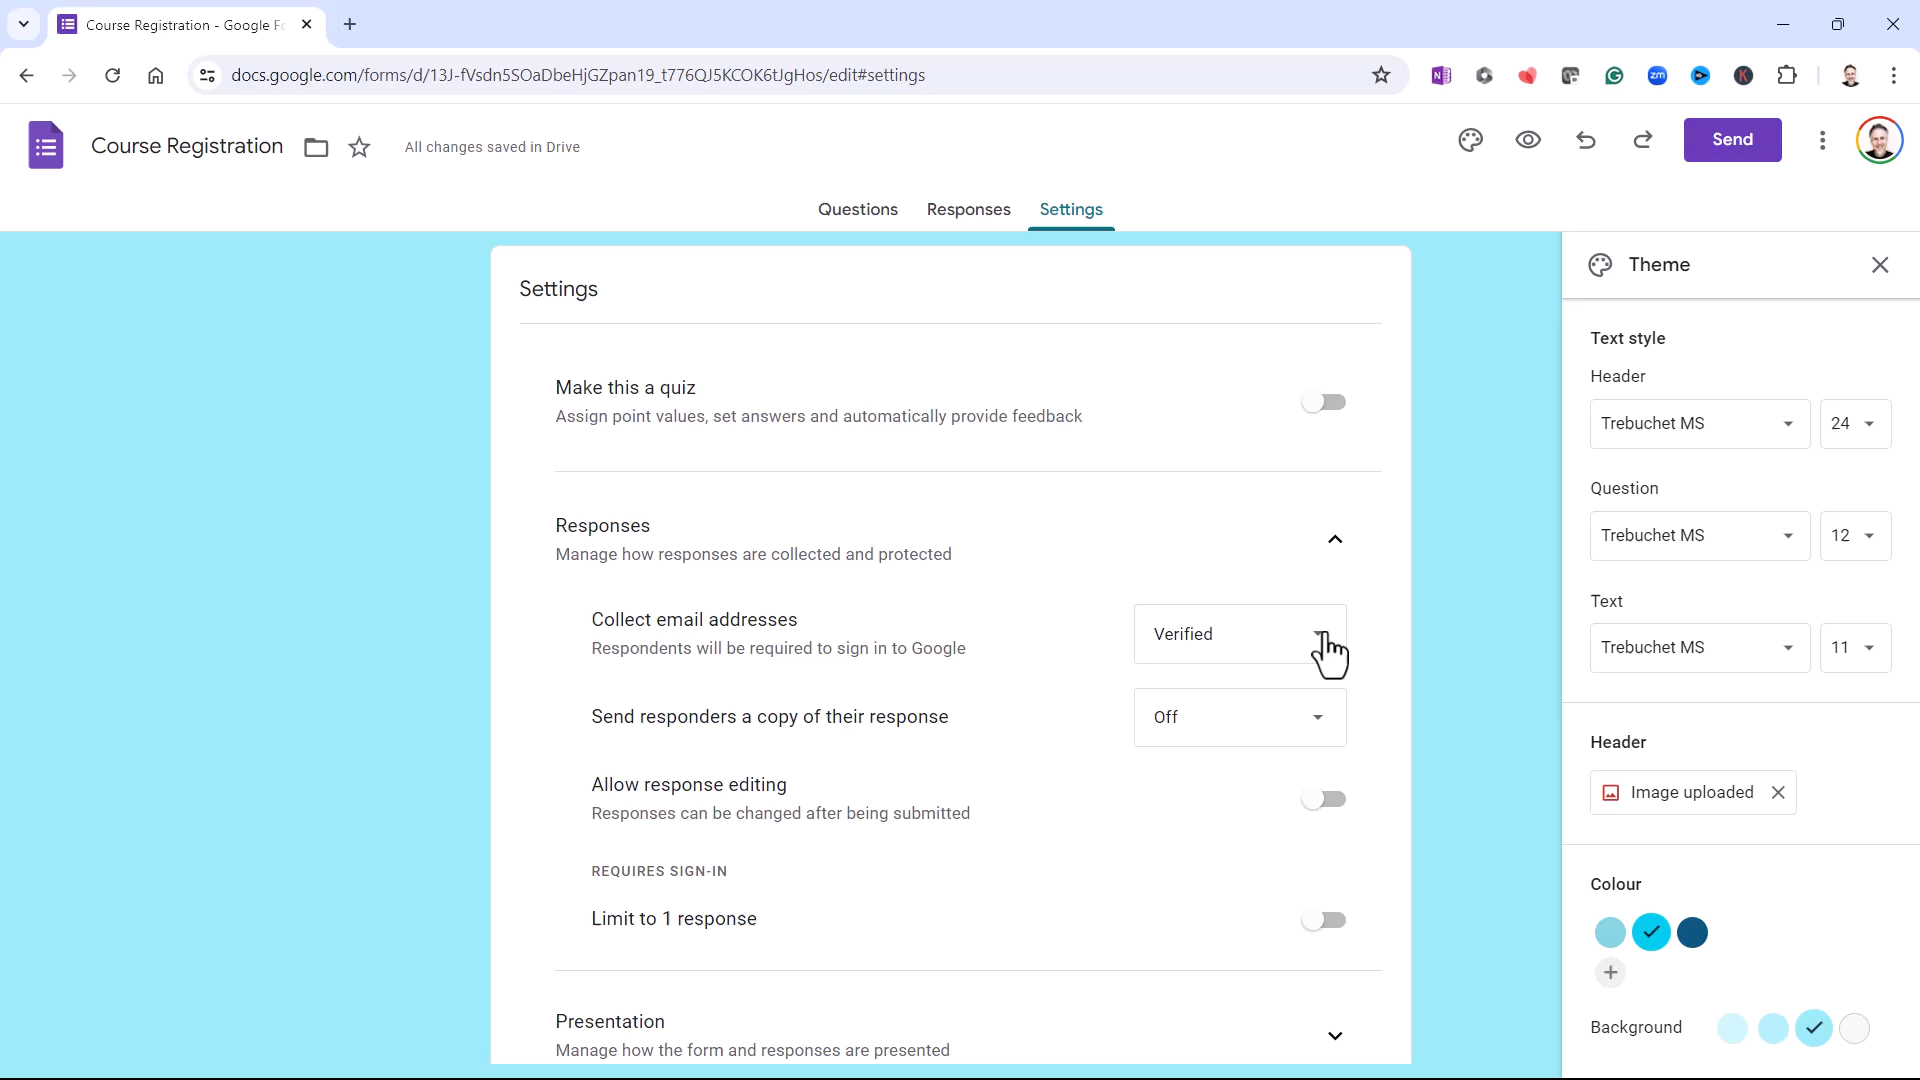 Course Registration - Google Fo
docs.google.com/forms/d/13J-fVsdn5SOaDbeHjGZpan19_t776QJ5KCOK6tJgHos/edit#settings
zm
K
N
Course Registration
All changes saved in Drive
Send
Questions
Responses
Settings
Settings
Make this a quiz
Assign point values, set answers and automatically provide feedback
Responses
Manage how responses are collected and protected
Collect email addresses
Respondents will be required to sign in to Google
Verified
Send responders a copy of their response
Off
Allow response editing
Responses can be changed after being submitted
REQUIRES SIGN-IN
Limit to 1 response
Presentation
Manage how the form and responses are presented
Theme
Text style
Header
Trebuchet MS
24
Question
Trebuchet MS
12
Text
Trebuchet MS
11
Header
Image uploaded
Colour
Background